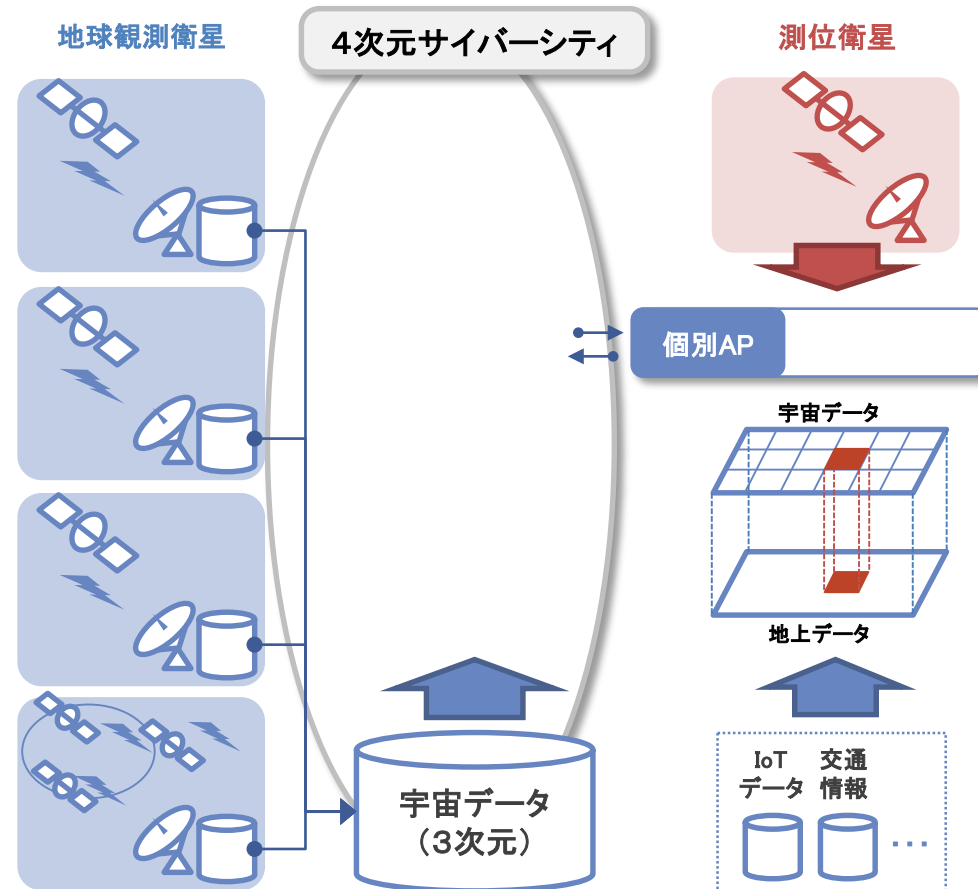 地球観測衛星
4次元サイバーシティ
測位衛星
個別AP
宇宙データ
地上データ
IoT
データ
交通
情報
･･･
宇宙データ
（3次元）